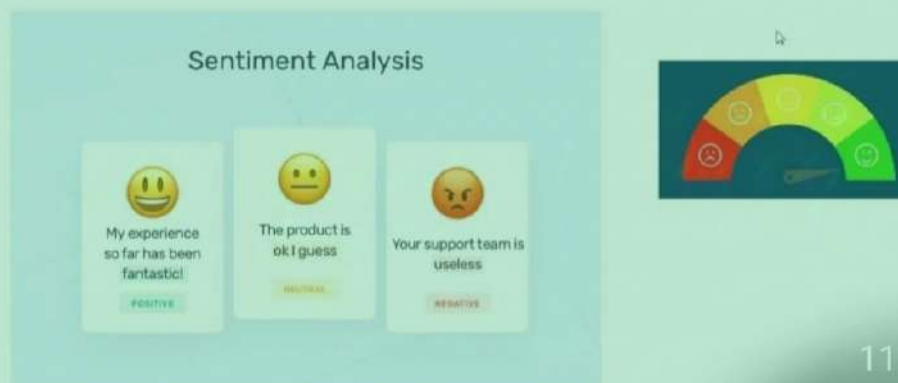 Sentiment Analysis
My experience
so far has been
fantastic!
POSITIVE
The product is
ok I guess
NEUTRAL
Your support team is
useless
NEGATIVE
11